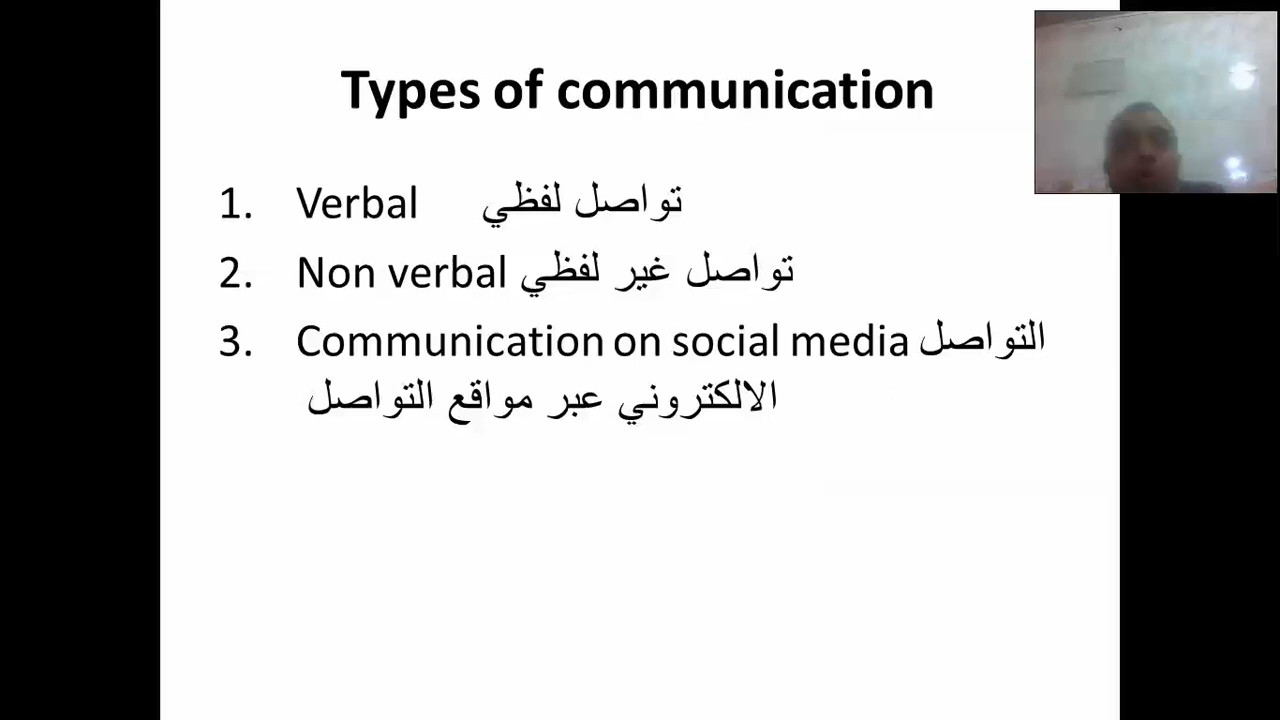 Types of communication
1. Verbal تواصل لفظي
2. Non verbal تواصل غير لفظي
3. Communication on social media التواصل
الالكتروني عبر مواقع التواصل